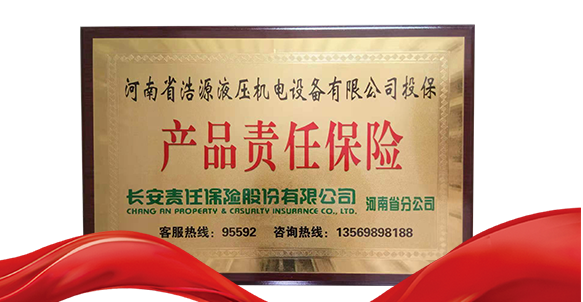 河南省浩源液压机电设备有限公司投保
产品责任保险
长安责任保险股份有限公司 河南省分公司
CHANG AN PROPERTY & CASUALTY INSURANCE CO., LTD.
客服热线：95592 咨询热线：13569898188